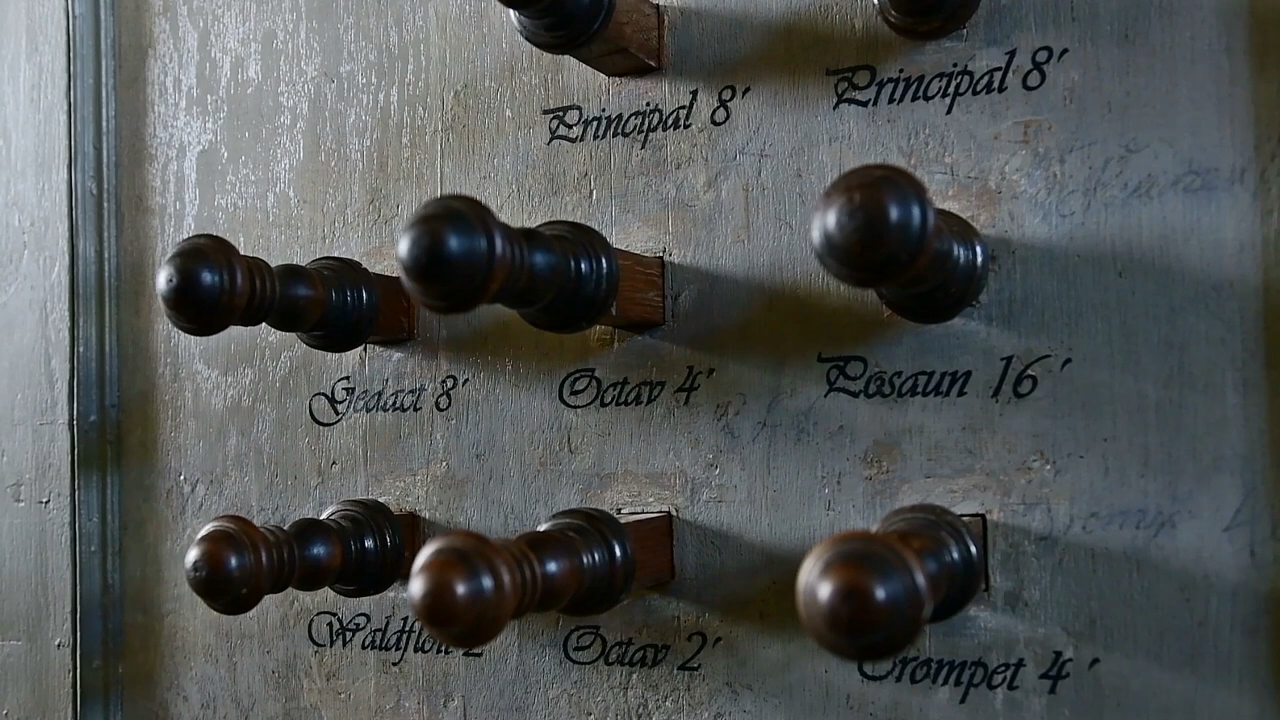 Principal 8′ Principal 8′
Gedact 8′ Octav 4′ Posaun 16′
Octav 2′ Trompet 4′